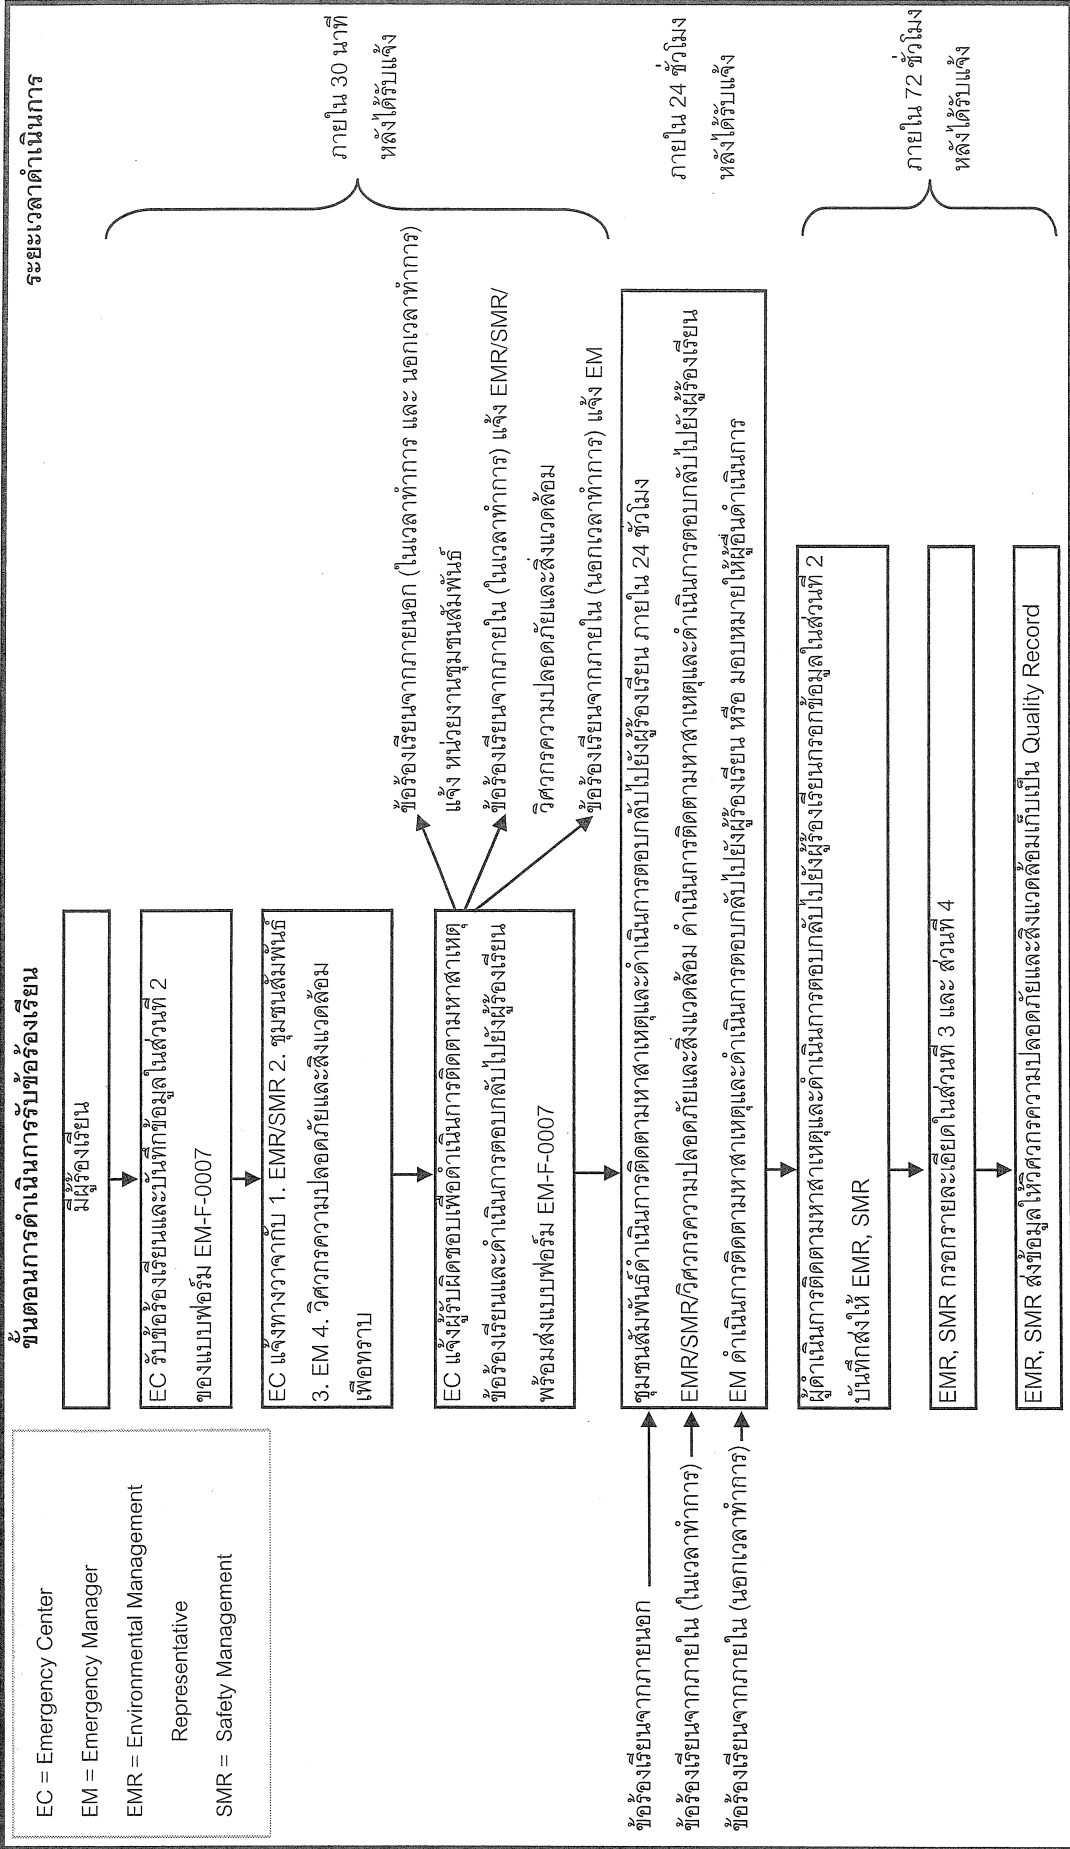 ขั้นตอนการดำเนินการรับข้อร้องเรียน
ระยะเวลาดำเนินการ
EC = Emergency Center
EM = Emergency Manager
EMR = Environmental Management
Representative
SMR = Safety Management
มีผู้ร้องเรียน
EC รับข้อร้องเรียนและบันทึกข้อมูลในส่วนที่ 2
ของแบบฟอร์ม EM-F-0007
EC แจ้งทางวาจากับ 1. EMR/SMR 2. ชุมชนสัมพันธ์
3. EM 4. วิศวกรความปลอดภัยและสิ่งแวดล้อม
เพื่อทราบ
EC แจ้งผู้รับผิดชอบเพื่อดำเนินการติดตามหาสาเหตุ
ข้อร้องเรียนและดำเนินการตอบกลับไปยังผู้ร้องเรียน
พร้อมส่งแบบฟอร์ม EM-F-0007
ข้อร้องเรียนจากภายนอก (ในเวลาทำการ และ นอกเวลาทำการ)
แจ้ง หน่วยงานชุมชนสัมพันธ์
ข้อร้องเรียนจากภายใน (ในเวลาทำการ) แจ้ง EMR/SMR/
วิศวกรความปลอดภัยและสิ่งแวดล้อม
ข้อร้องเรียนจากภายใน (นอกเวลาทำการ) แจ้ง EM
ภายใน 30 นาที
หลังได้รับแจ้ง
ข้อร้องเรียนจากภายนอก
ข้อร้องเรียนจากภายใน (ในเวลาทำการ)
ข้อร้องเรียนจากภายใน (นอกเวลาทำการ)
ชุมชนสัมพันธ์ดำเนินการติดตามหาสาเหตุและดำเนินการตอบกลับไปยังผู้ร้องเรียน ภายใน 24 ชั่วโมง
EMR/SMR/วิศวกรความปลอดภัยและสิ่งแวดล้อม ดำเนินการติดตามหาสาเหตุและดำเนินการตอบกลับไปยังผู้ร้องเรียน
EM ดำเนินการติดตามหาสาเหตุและดำเนินการตอบกลับไปยังผู้ร้องเรียน หรือ มอบหมายให้ผู้อื่นดำเนินการ
ภายใน 24 ชั่วโมง
หลังได้รับแจ้ง
ผู้ดำเนินการติดตามหาสาเหตุและดำเนินการตอบกลับไปยังผู้ร้องเรียนกรอกข้อมูลในส่วนที่ 2
บันทึกส่งให้ EMR, SMR
EMR, SMR กรอกรายละเอียดในส่วนที่ 3 และ ส่วนที่ 4
EMR, SMR ส่งข้อมูลให้วิศวกรความปลอดภัยและสิ่งแวดล้อมเก็บเป็น Quality Record
ภายใน 72 ชั่วโมง
หลังได้รับแจ้ง